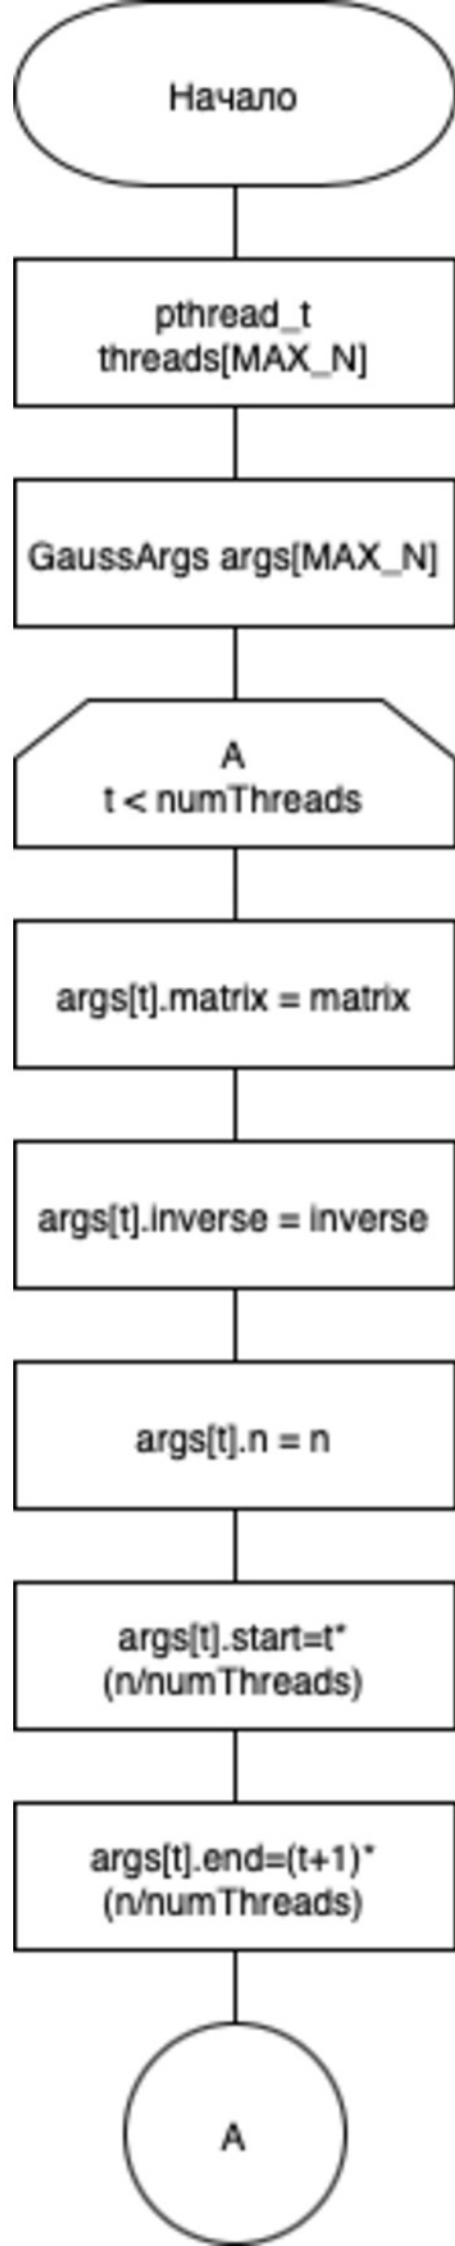 Начало
pthread_t
threads[MAX_N]
GaussArgs args[MAX_N]
A
t < numThreads
args[t].matrix = matrix
args[t].inverse = inverse
args[t].n = n
args[t].start=t*
(n/numThreads)
args[t].end=(t+1)*
(n/numThreads)
A